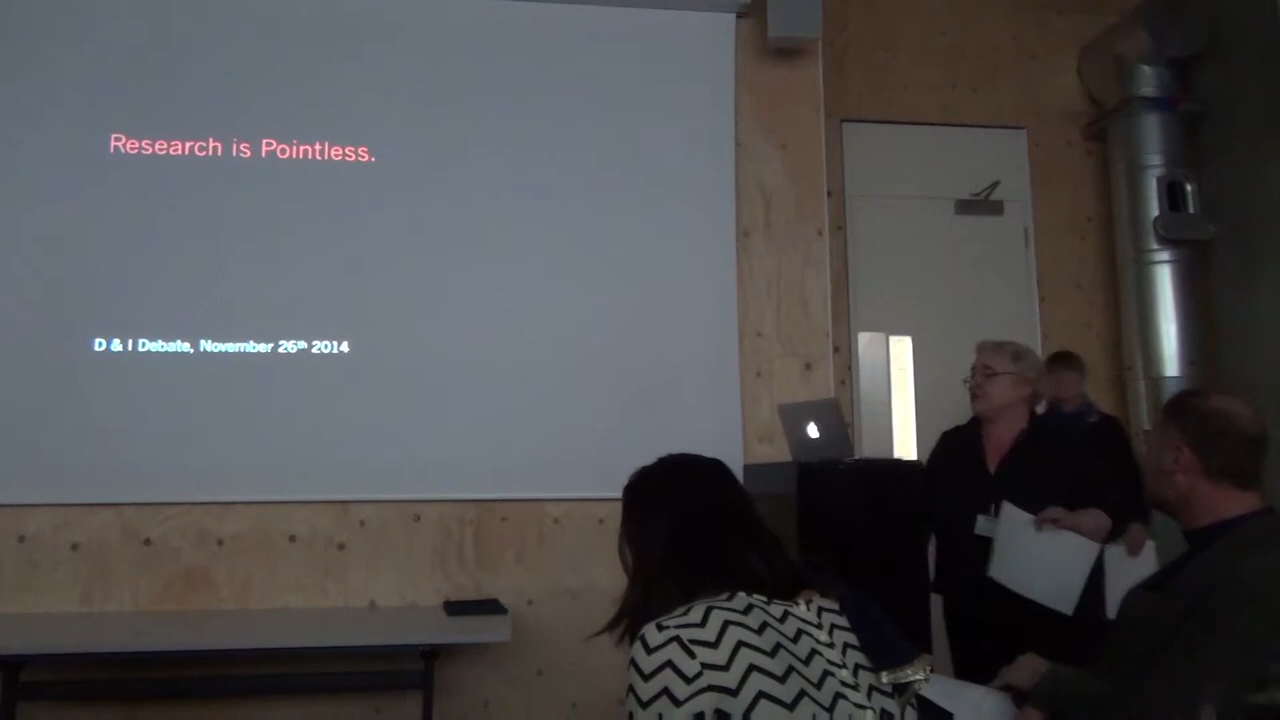 Research is Pointless.
D & I Debate, November 26th 2014